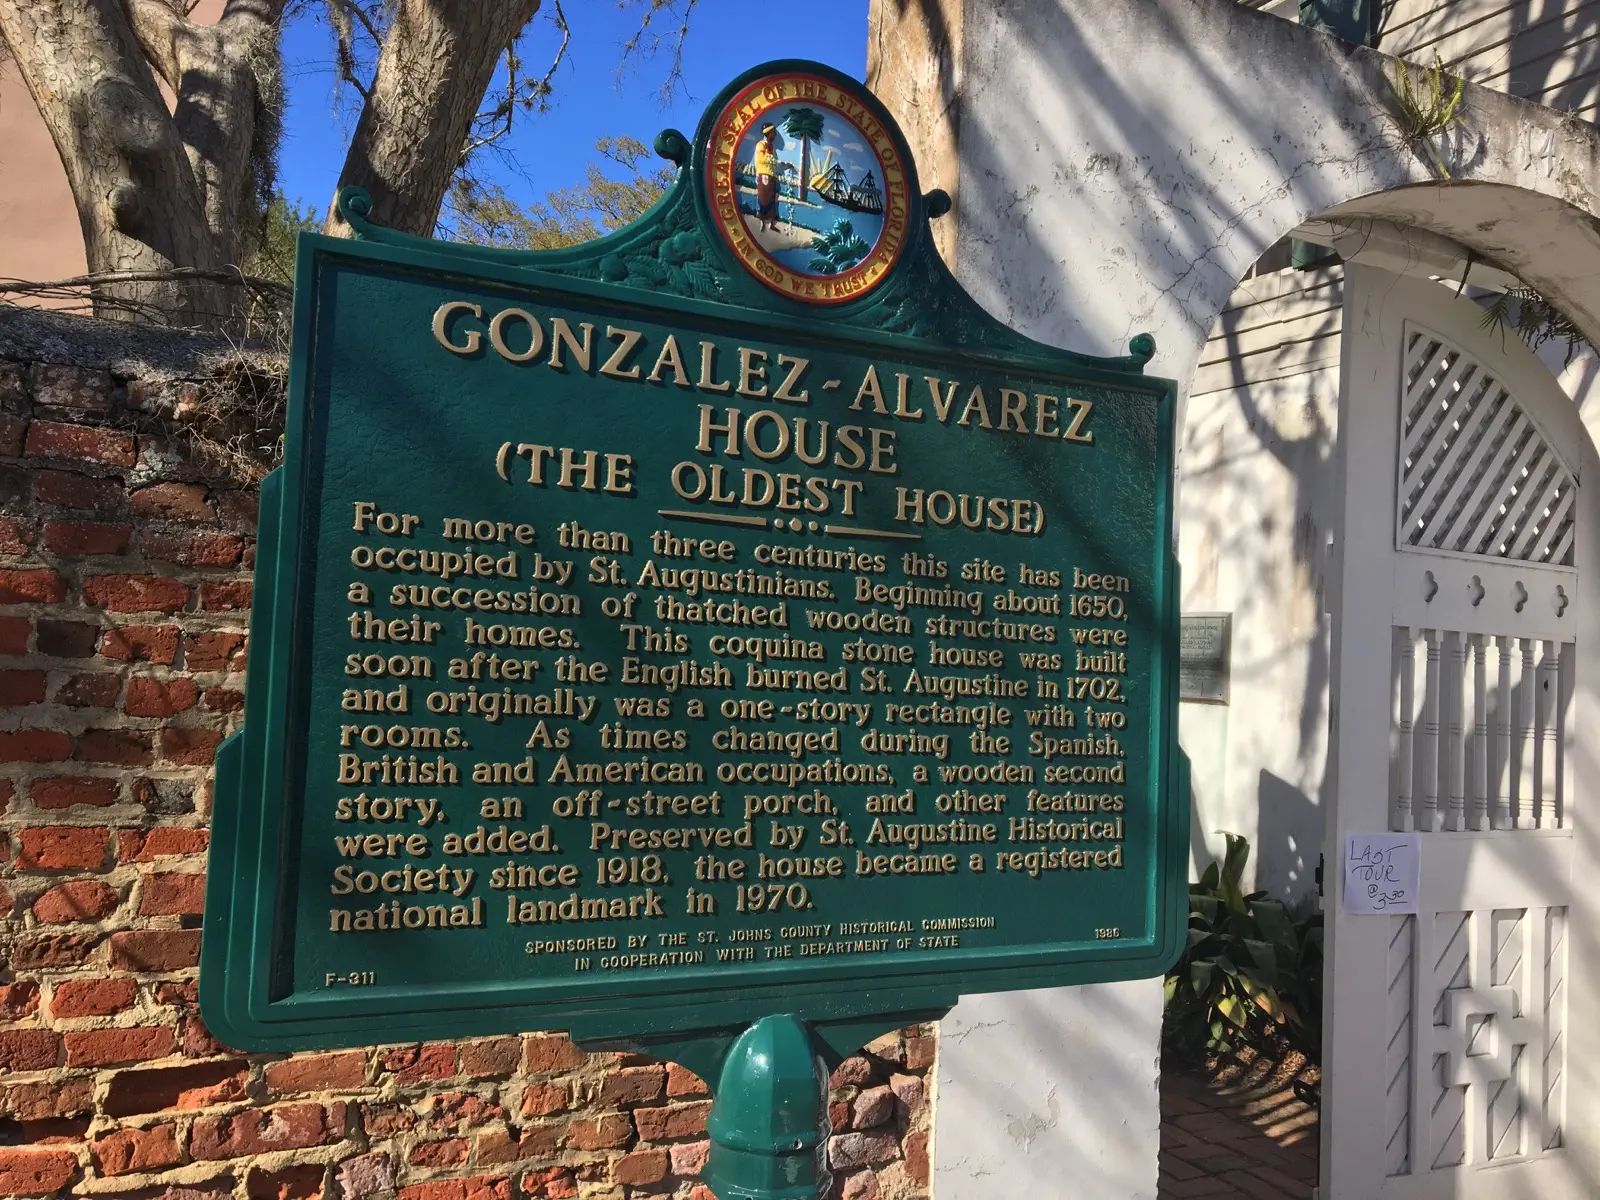 GREAT SEAL OF THE STATE OF FLORIDA
IN GOD WE TRUST
GONZALEZ-ALVAREZ
HOUSE
(THE OLDEST HOUSE)
For more than three centuries this site has been
occupied by St. Augustinians. Beginning about 1650,
a succession of thatched wooden structures were
their homes. This coquina stone house was built
soon after the English burned St. Augustine in 1702,
and originally was a one-story rectangle with two
rooms. As times changed during the Spanish,
British and American occupations, a wooden second
story, an off-street porch, and other features
were added. Preserved by St. Augustine Historical
Society since 1918, the house became a registered
national landmark in 1970.
SPONSORED BY THE ST. JOHNS COUNTY HISTORICAL COMMISSION
IN COOPERATION WITH THE DEPARTMENT OF STATE
F-311
1986
14
LAST
TOUR
@
3:30